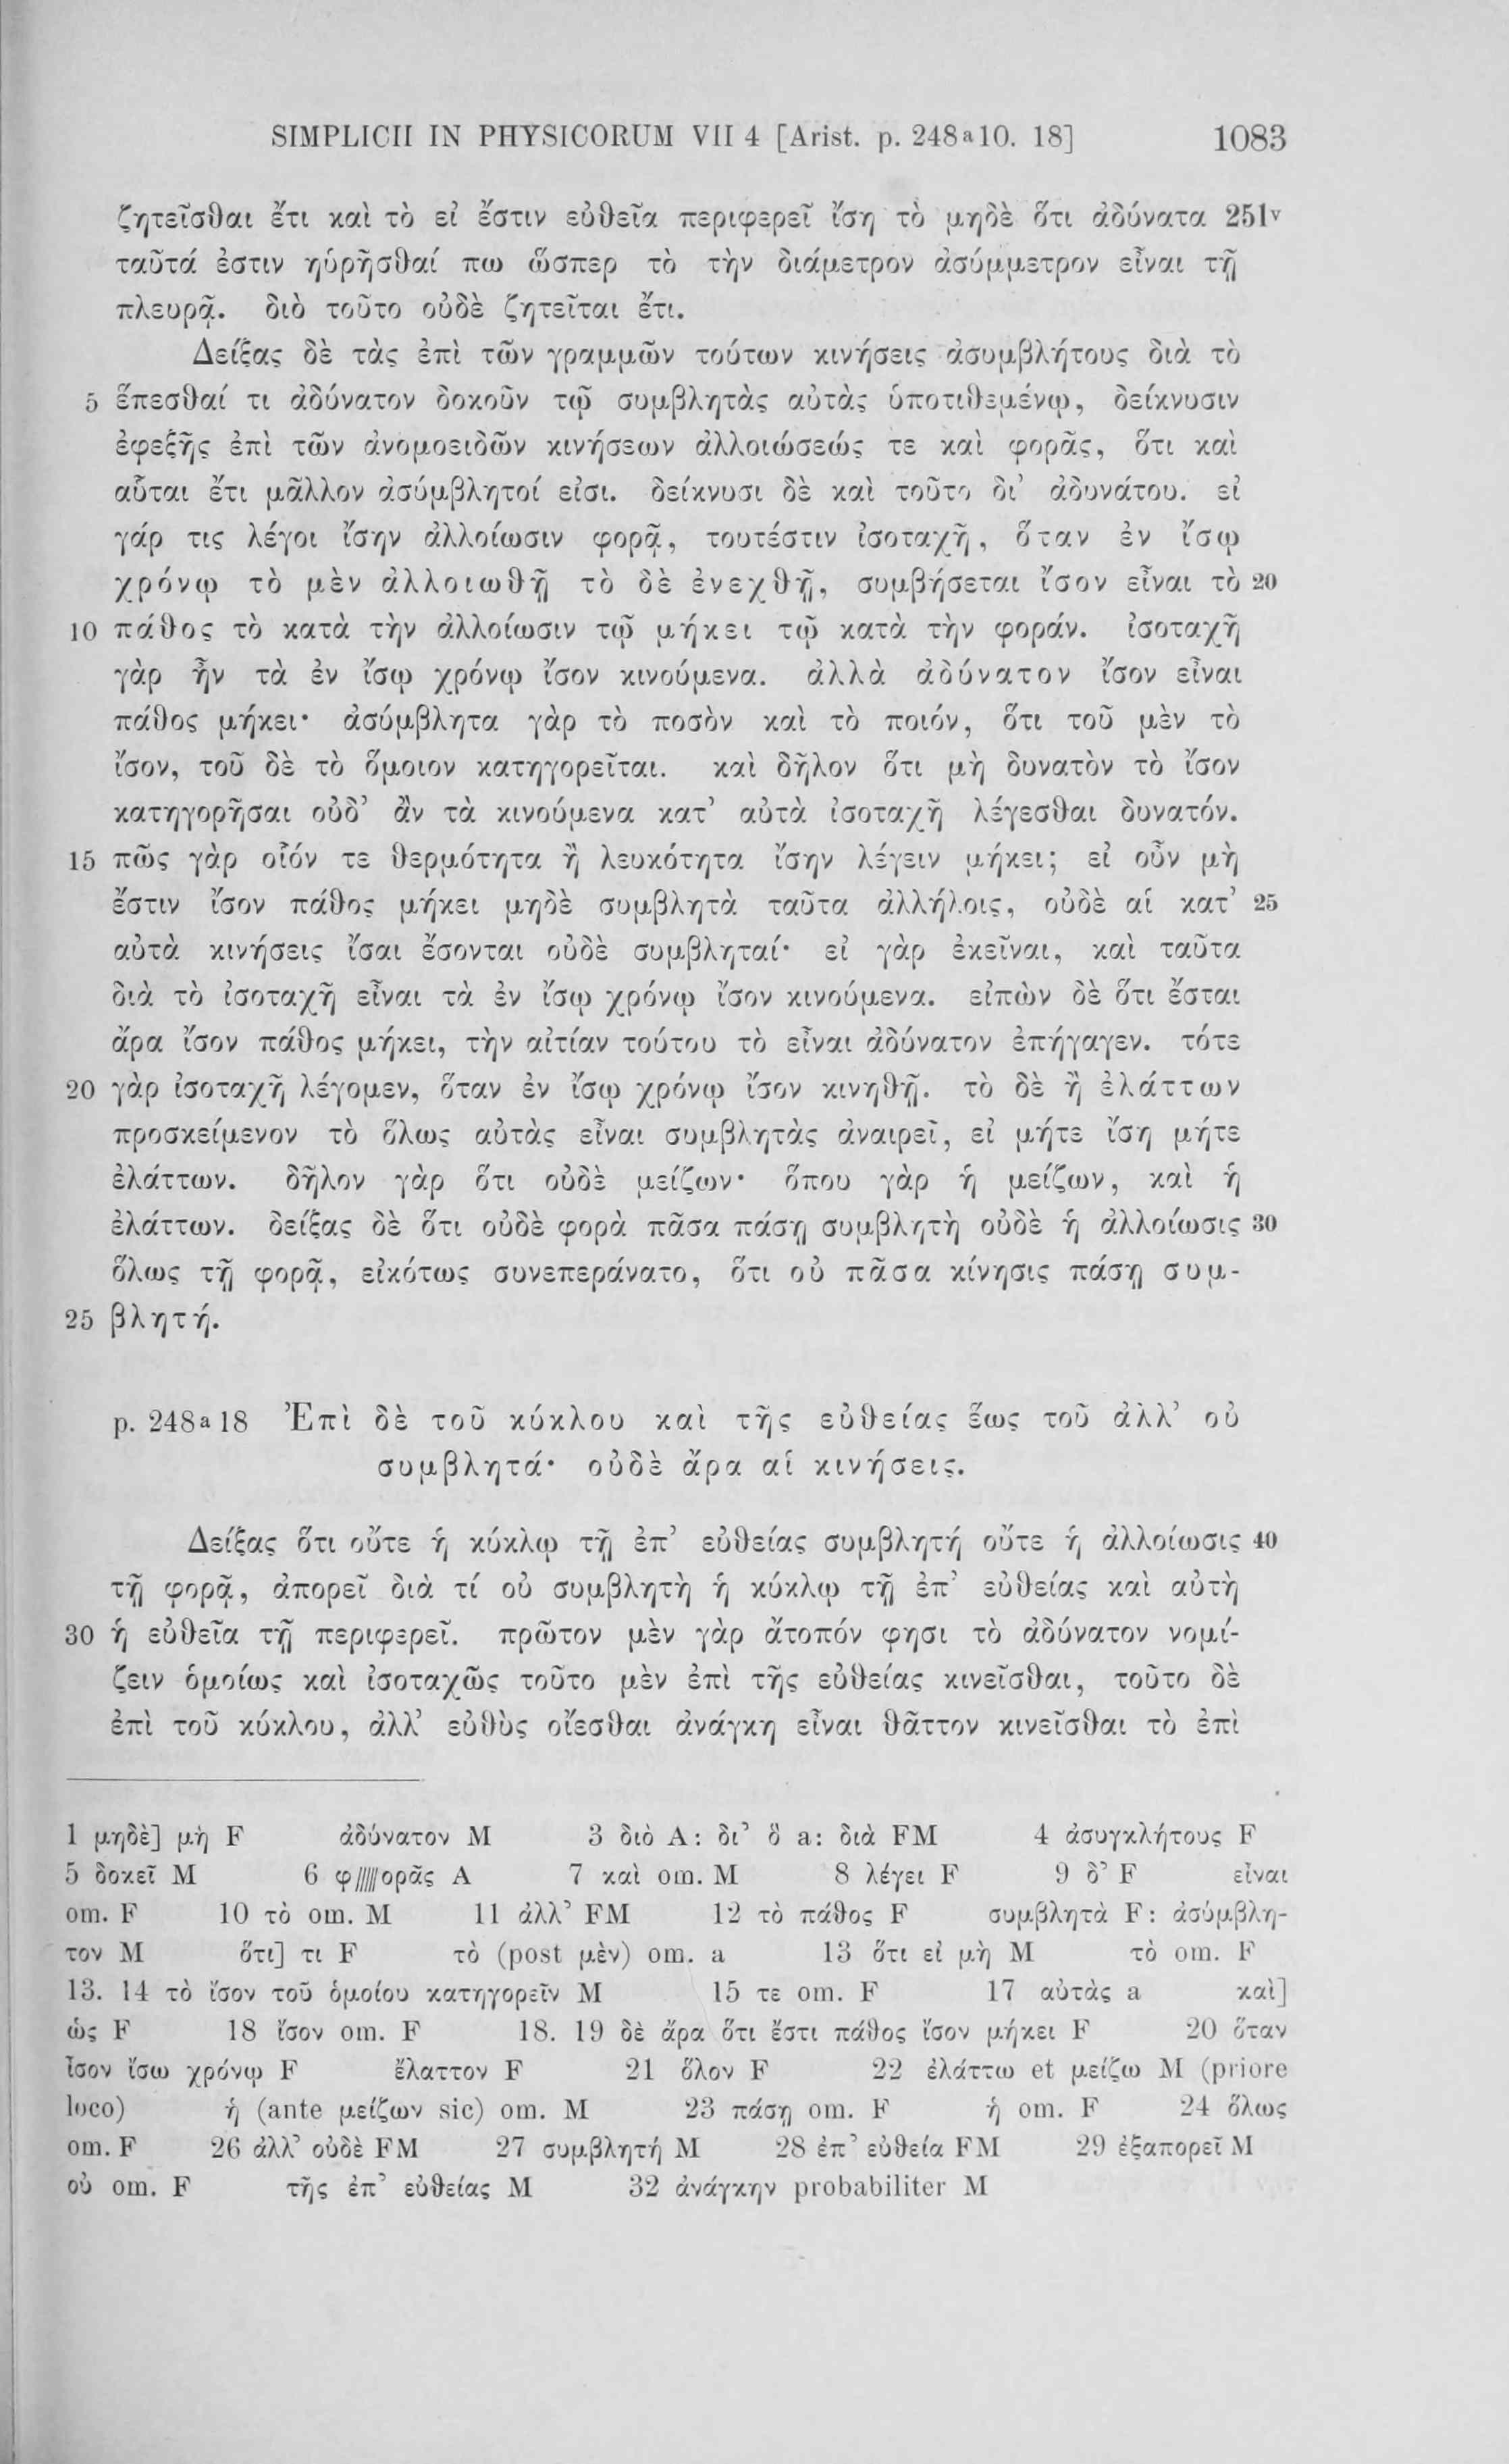 SIMPLICII IN PHYSICORUM VII 4 [Arist. p. 248ᵃ10. 18] 1083
ζητεῖσθαι ἔτι καὶ τὸ εἰ ἔστιν εὐθεῖα περιφερεῖ ἴση τὸ μηδὲ ὅτι ἀδύνατα 251ᵛ
ταῦτά ἐστιν ηὑρῆσθαί πω ὥσπερ τὸ τὴν διάμετρον ἀσύμμετρον εἶναι τῇ
πλευρᾷ. διὸ τοῦτο οὐδὲ ζητεῖται ἔτι.
Δείξας δὲ τὰς ἐπὶ τῶν γραμμῶν τούτων κινήσεις ἀσυμβλήτους διὰ τὸ
5 ἕπεσθαί τι ἀδύνατον δοκοῦν τῷ συμβλητὰς αὐτὰς ὑποτιθεμένῳ, δείκνυσιν
ἐφεξῆς ἐπὶ τῶν ἀνομοειδῶν κινήσεων ἀλλοιώσεώς τε καὶ φορᾶς, ὅτι καὶ
αὗται ἔτι μᾶλλον ἀσύμβλητοί εἰσι. δείκνυσι δὲ καὶ τοῦτο δι’ ἀδυνάτου. εἰ
γάρ τις λέγοι ἴσην ἀλλοίωσιν φορᾷ, τουτέστιν ἰσοταχῆ, ὅταν ἐν ἴσῳ
χρόνῳ τὸ μὲν ἀλλοιωθῇ τὸ δὲ ἐνεχθῇ, συμβήσεται ἴσον εἶναι τὸ 20
10 πάθος τὸ κατὰ τὴν ἀλλοίωσιν τῷ μήκει τῷ κατὰ τὴν φοράν. ἰσοταχῆ
γὰρ ἦν τὰ ἐν ἴσῳ χρόνῳ ἴσον κινούμενα. ἀλλὰ ἀδύνατον ἴσον εἶναι
πάθος μήκει· ἀσύμβλητα γὰρ τὸ ποσὸν καὶ τὸ ποιόν, ὅτι τοῦ μὲν τὸ
ἴσον, τοῦ δὲ τὸ ὅμοιον κατηγορεῖται. καὶ δῆλον ὅτι μὴ δυνατὸν τὸ ἴσον
κατηγορῆσαι οὐδ’ ἂν τὰ κινούμενα κατ’ αὐτὰ ἰσοταχῆ λέγεσθαι δυνατόν.
15 πῶς γὰρ οἷόν τε θερμότητα ἢ λευκότητα ἴσην λέγειν μήκει; εἰ οὖν μὴ
ἔστιν ἴσον πάθος μήκει μηδὲ συμβλητὰ ταῦτα ἀλλήλοις, οὐδὲ αἱ κατ’ 25
αὐτὰ κινήσεις ἴσαι ἔσονται οὐδὲ συμβληταί· εἰ γὰρ ἐκεῖναι, καὶ ταῦτα
διὰ τὸ ἰσοταχῆ εἶναι τὰ ἐν ἴσῳ χρόνῳ ἴσον κινούμενα. εἰπὼν δὲ ὅτι ἔσται
ἄρα ἴσον πάθος μήκει, τὴν αἰτίαν τούτου τὸ εἶναι ἀδύνατον ἐπήγαγεν. τότε
20 γὰρ ἰσοταχῆ λέγομεν, ὅταν ἐν ἴσῳ χρόνῳ ἴσον κινηθῇ. τὸ δὲ ἢ ἐλάττων
προσκείμενον τὸ ὅλως αὐτὰς εἶναι συμβλητὰς ἀναιρεῖ, εἰ μήτε ἴση μήτε
ἐλάττων. δῆλον γὰρ ὅτι οὐδὲ μείζων· ὅπου γὰρ ἡ μείζων, καὶ ἡ
ἐλάττων. δείξας δὲ ὅτι οὐδὲ φορὰ πᾶσα πάσῃ συμβλητὴ οὐδὲ ἡ ἀλλοίωσις 30
ὅλως τῇ φορᾷ, εἰκότως συνεπεράνατο, ὅτι οὐ πᾶσα κίνησις πάσῃ συμ-
25 βλητή.
p. 248ᵃ18 Ἐπὶ δὲ τοῦ κύκλου καὶ τῆς εὐθείας ἕως τοῦ ἀλλ’ οὐ
συμβλητά· οὐδὲ ἄρα αἱ κινήσεις.
Δείξας ὅτι οὔτε ἡ κύκλῳ τῇ ἐπ’ εὐθείας συμβλητή οὔτε ἡ ἀλλοίωσις 40
τῇ φορᾷ, ἀπορεῖ διὰ τί οὐ συμβλητὴ ἡ κύκλῳ τῇ ἐπ’ εὐθείας καὶ αὐτὴ
30 ἡ εὐθεῖα τῇ περιφερεῖ. πρῶτον μὲν γὰρ ἄτοπόν φησι τὸ ἀδύνατον νομί-
ζειν ὁμοίως καὶ ἰσοταχῶς τοῦτο μὲν ἐπὶ τῆς εὐθείας κινεῖσθαι, τοῦτο δὲ
ἐπὶ τοῦ κύκλου, ἀλλ’ εὐθὺς οἴεσθαι ἀνάγκη εἶναι θᾶττον κινεῖσθαι τὸ ἐπὶ
1 μηδὲ] μὴ F ἀδύνατον M 3 διὸ A: δι’ ὃ a: διὰ FM 4 ἀσυγκλήτους F
5 δοκεῖ M 6 φ/////ορᾶς A 7 καὶ om. M 8 λέγει F 9 δ’ F εἶναι
om. F 10 τὸ om. M 11 ἀλλ’ FM 12 τὸ πάθος F συμβλητὰ F: ἀσύμβλη-
τον M ὅτι] τι F τὸ (post μὲν) om. a 13 ὅτι εἰ μὴ M τὸ om. F
13. 14 τὸ ἴσον τοῦ ὁμοίου κατηγορεῖν M 15 τε om. F 17 αὐτὰς a καὶ]
ὡς F 18 ἴσον om. F 18. 19 δὲ ἄρα ὅτι ἔστι πάθος ἴσον μήκει F 20 ὅταν
ἶσον ἴσω χρόνῳ F ἔλαττον F 21 ὅλον F 22 ἐλάττω et μείζω M (priore
loco) ἡ (ante μείζων sic) om. M 23 πάσῃ om. F ἡ om. F 24 ὅλως
om. F 26 ἀλλ’ οὐδὲ FM 27 συμβλητή M 28 ἐπ’ εὐθεία FM 29 ἐξαπορεῖ M
οὐ om. F τῆς ἐπ’ εὐθείας M 32 ἀνάγκην probabiliter M